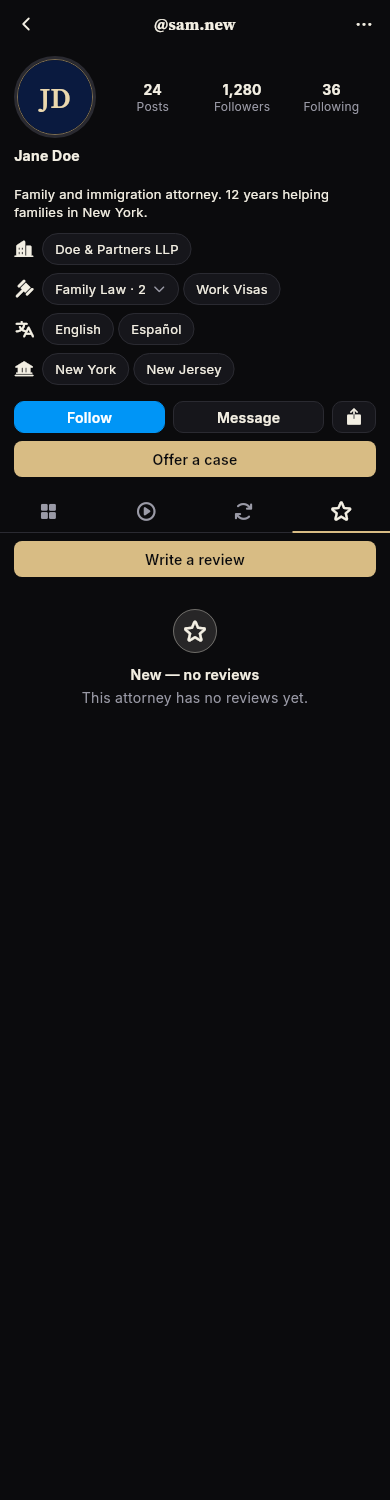 @sam.new
JD
24
Posts
1,280
Followers
36
Following
Jane Doe
Family and immigration attorney. 12 years helping
families in New York.
Doe & Partners LLP
Family Law · 2
Work Visas
English
Español
New York
New Jersey
Follow
Message
Offer a case
Write a review
New — no reviews
This attorney has no reviews yet.